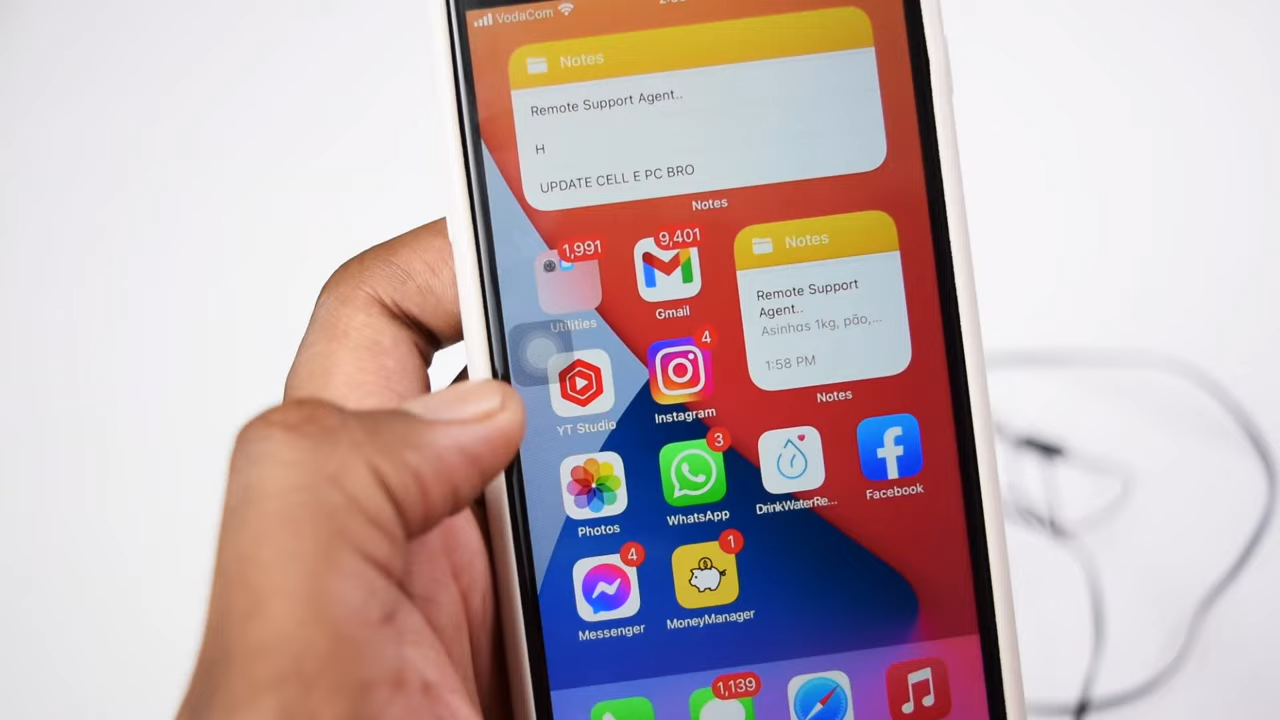 VodaCom
Notes
Remote Support Agent..
H
UPDATE CELL E PC BRO
Notes
1,991
9,401
Utilities
Gmail
Notes
Remote Support
Agent..
Asinhas 1kg, pão,...
1:58 PM
Notes
4
YT Studio
Instagram
3
Photos
WhatsApp
DrinkWaterRe...
Facebook
4
1
Messenger
MoneyManager
1,139